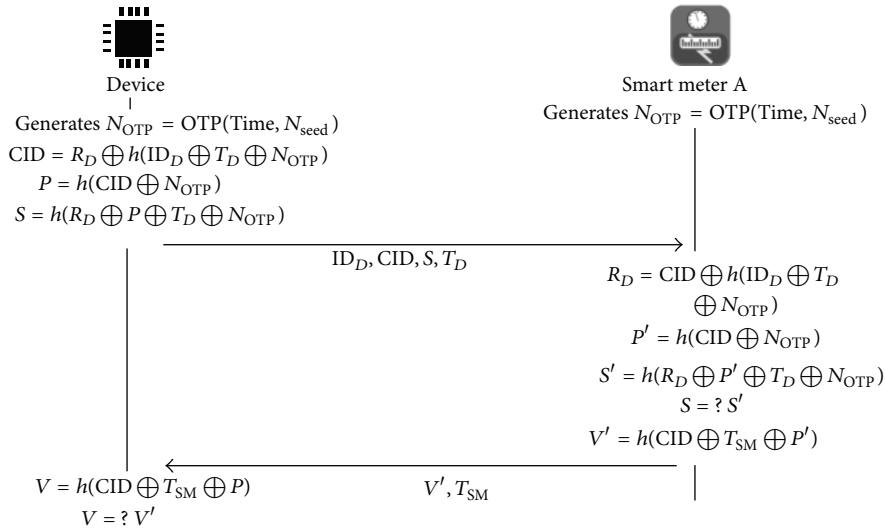 Device
Generates N_OTP = OTP(Time, N_seed)
CID = R_D ⊕ h(ID_D ⊕ T_D ⊕ N_OTP)
P = h(CID ⊕ N_OTP)
S = h(R_D ⊕ P ⊕ T_D ⊕ N_OTP)
Smart meter A
Generates N_OTP = OTP(Time, N_seed)
ID_D, CID, S, T_D
R_D = CID ⊕ h(ID_D ⊕ T_D
⊕ N_OTP)
P′ = h(CID ⊕ N_OTP)
S′ = h(R_D ⊕ P′ ⊕ T_D ⊕ N_OTP)
S = ? S′
V′ = h(CID ⊕ T_SM ⊕ P′)
V′, T_SM
V = h(CID ⊕ T_SM ⊕ P)
V = ? V′